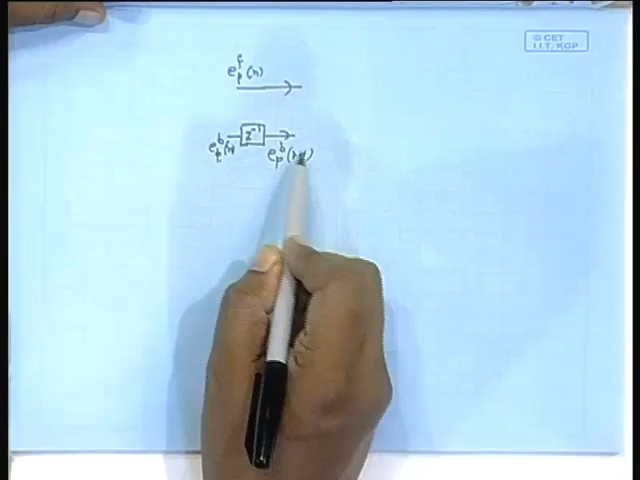 © CET
I.I.T. KGP
e_p^f(n)
z^-1
e_p^b(n
e_p^b(n-1)